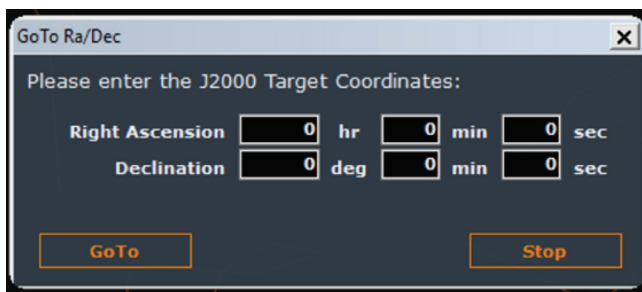 GoTo Ra/Dec
Please enter the J2000 Target Coordinates:
Right Ascension 0 hr 0 min 0 sec
Declination 0 deg 0 min 0 sec
GoTo Stop